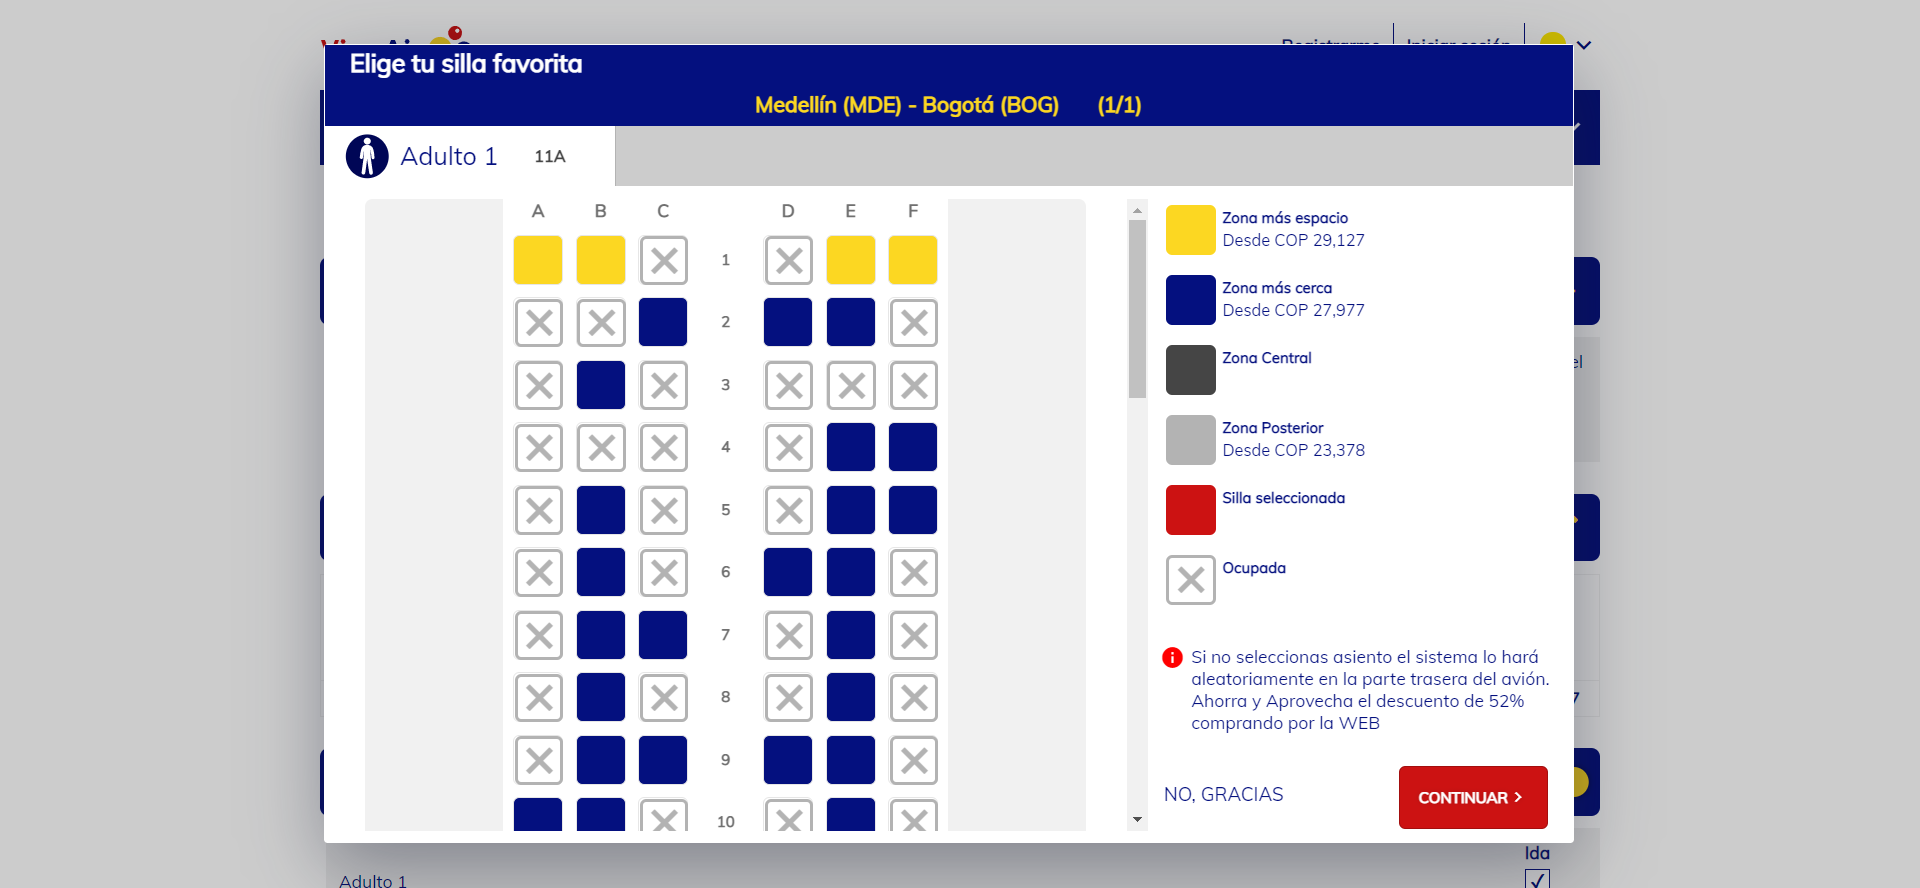 Registrarme
Iniciar sesión
Elige tu silla favorita
Medellín (MDE) - Bogotá (BOG) (1/1)
Adulto 1 11A
A B C D E F
1
2
3
4
5
6
7
8
9
10
Zona más espacio
Desde COP 29,127
Zona más cerca
Desde COP 27,977
Zona Central
Zona Posterior
Desde COP 23,378
Silla seleccionada
Ocupada
Si no seleccionas asiento el sistema lo hará
aleatoriamente en la parte trasera del avión.
Ahorra y Aprovecha el descuento de 52%
comprando por la WEB
NO, GRACIAS
CONTINUAR
Ida
Adulto 1